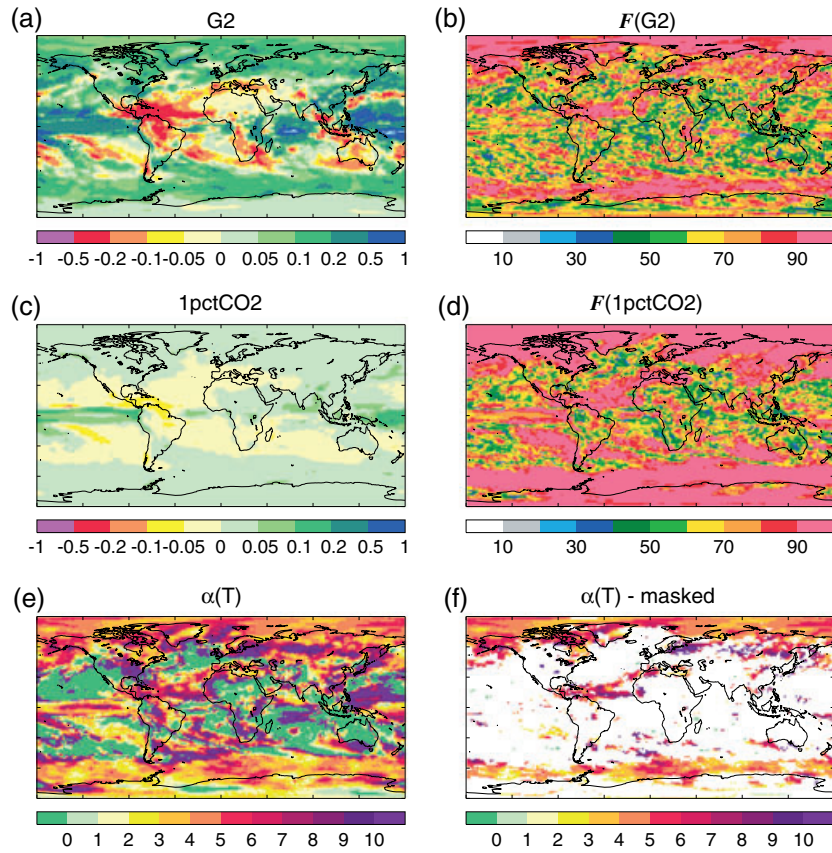 (a) G2
(b) F(G2)
-1 -0.5 -0.2 -0.1 -0.05 0 0.05 0.1 0.2 0.5 1
10 30 50 70 90
(c) 1pctCO2
(d) F(1pctCO2)
-1 -0.5 -0.2 -0.1 -0.05 0 0.05 0.1 0.2 0.5 1
10 30 50 70 90
(e) α(T)
(f) α(T) - masked
0 1 2 3 4 5 6 7 8 9 10
0 1 2 3 4 5 6 7 8 9 10